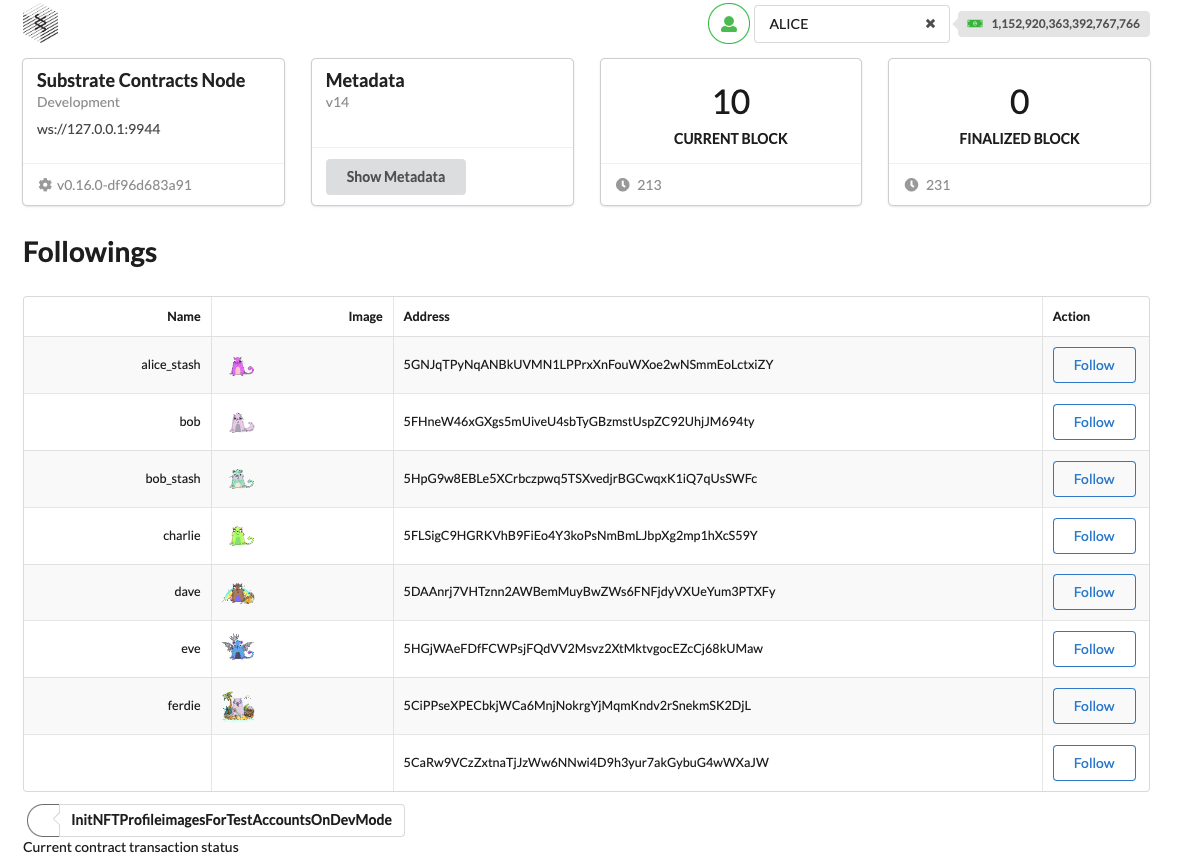 ALICE
1,152,920,363,392,767,766
Substrate Contracts Node
Development
ws://127.0.0.1:9944
v0.16.0-df96d683a91
Metadata
v14
Show Metadata
10
CURRENT BLOCK
213
0
FINALIZED BLOCK
231
Followings
Name Image Address Action
alice_stash 5GNJqTPyNqANBkUVMN1LPPrxXnFouWXoe2wNSmmEoLctxiZY Follow
bob 5FHneW46xGXgs5mUiveU4sbTyGBzmstUspZC92UhjJM694ty Follow
bob_stash 5HpG9w8EBLe5XCrbczpwq5TSXvedjrBGCwqxK1iQ7qUsSWFc Follow
charlie 5FLSigC9HGRKVhB9FiEo4Y3koPsNmBmLJbpXg2mp1hXcS59Y Follow
dave 5DAAnrj7VHTznn2AWBemMuyBwZWs6FNFjdyVXUeYum3PTXFy Follow
eve 5HGjWAeFDfFCWPsjFQdVV2Msvz2XtMktvgocEZcCj68kUMaw Follow
ferdie 5CiPPseXPECbkjWCa6MnjNokrgYjMqmKndv2rSnekmSK2DjL Follow
5CaRw9VCzZxtnaTjJzWw6NNwi4D9h3yur7akGybuG4wWXaJW Follow
InitNFTProfileimagesForTestAccountsOnDevMode
Current contract transaction status